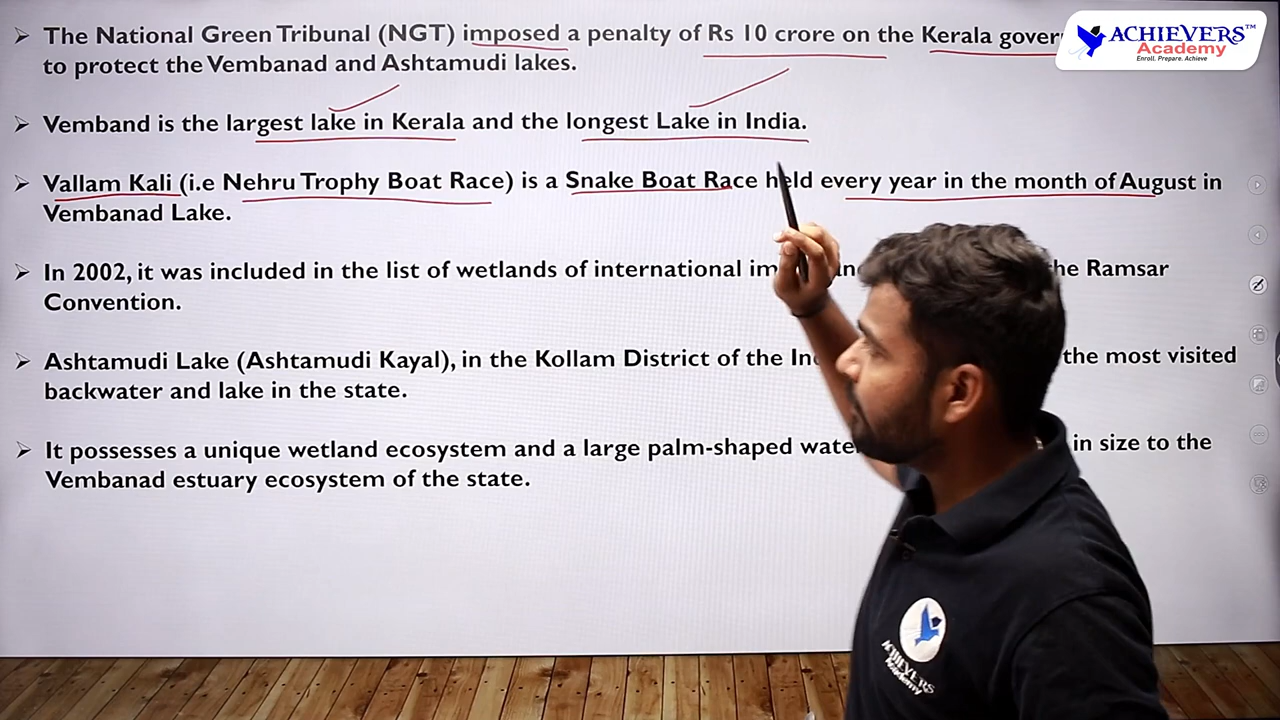 ➢ The National Green Tribunal (NGT) imposed a penalty of Rs 10 crore on the Kerala
to protect the Vembanad and Ashtamudi lakes.
➢ Vemband is the largest lake in Kerala and the longest Lake in India.
➢ Vallam Kali (i.e Nehru Trophy Boat Race) is a Snake Boat Race held every year in the month of August in
Vembanad Lake.
➢ In 2002, it was included in the list of wetlands of international the Ramsar
Convention.
➢ Ashtamudi Lake (Ashtamudi Kayal), in the Kollam District of the the most visited
backwater and lake in the state.
➢ It possesses a unique wetland ecosystem and a large palm-shaped in size to the
Vembanad estuary ecosystem of the state.
ACHIEVERS™
Academy
Enroll. Prepare. Achieve
ACHIEVERS
Academy